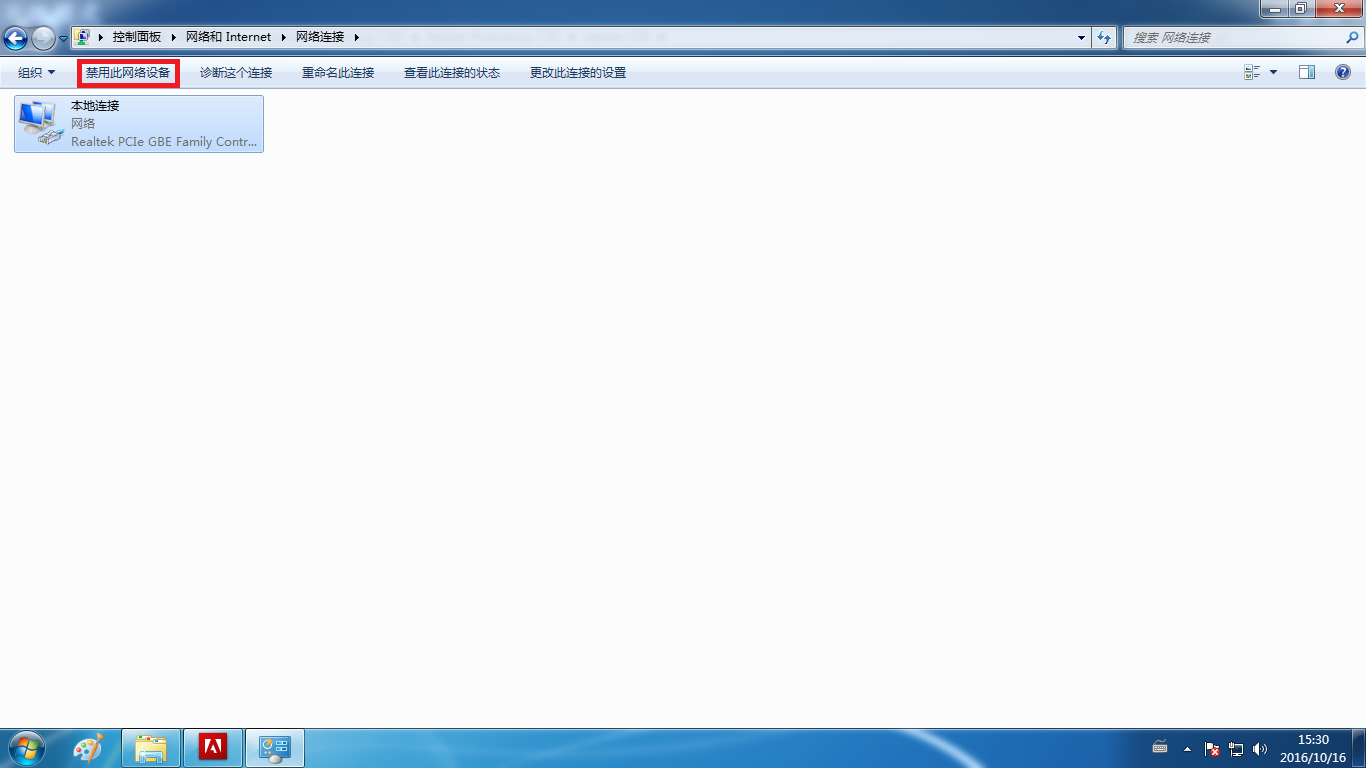 控制面板 网络和 Internet 网络连接
搜索 网络连接
组织 禁用此网络设备 诊断这个连接 重命名此连接 查看此连接的状态 更改此连接的设置
本地连接
网络
Realtek PCIe GBE Family Contr...
15:30
2016/10/16